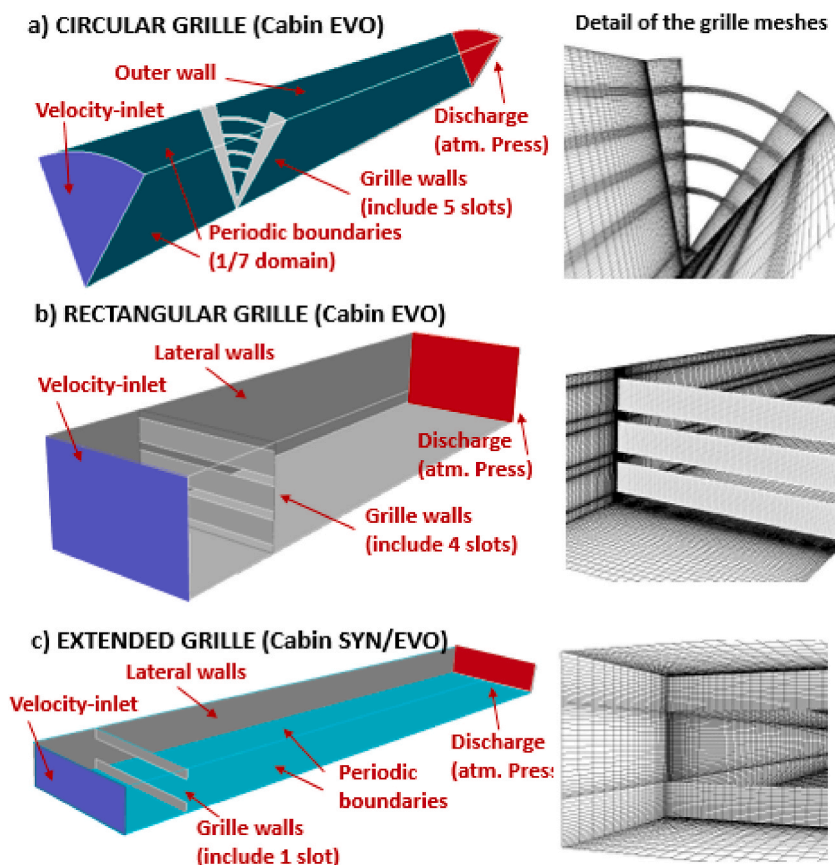 a) CIRCULAR GRILLE (Cabin EVO)
Detail of the grille meshes
Outer wall
Velocity-inlet
Discharge
(atm. Press)
Grille walls
(include 5 slots)
Periodic boundaries
(1/7 domain)
b) RECTANGULAR GRILLE (Cabin EVO)
Lateral walls
Velocity-inlet
Discharge
(atm. Press)
Grille walls
(include 4 slots)
c) EXTENDED GRILLE (Cabin SYN/EVO)
Lateral walls
Velocity-inlet
Discharge
(atm. Press
Periodic
boundaries
Grille walls
(include 1 slot)